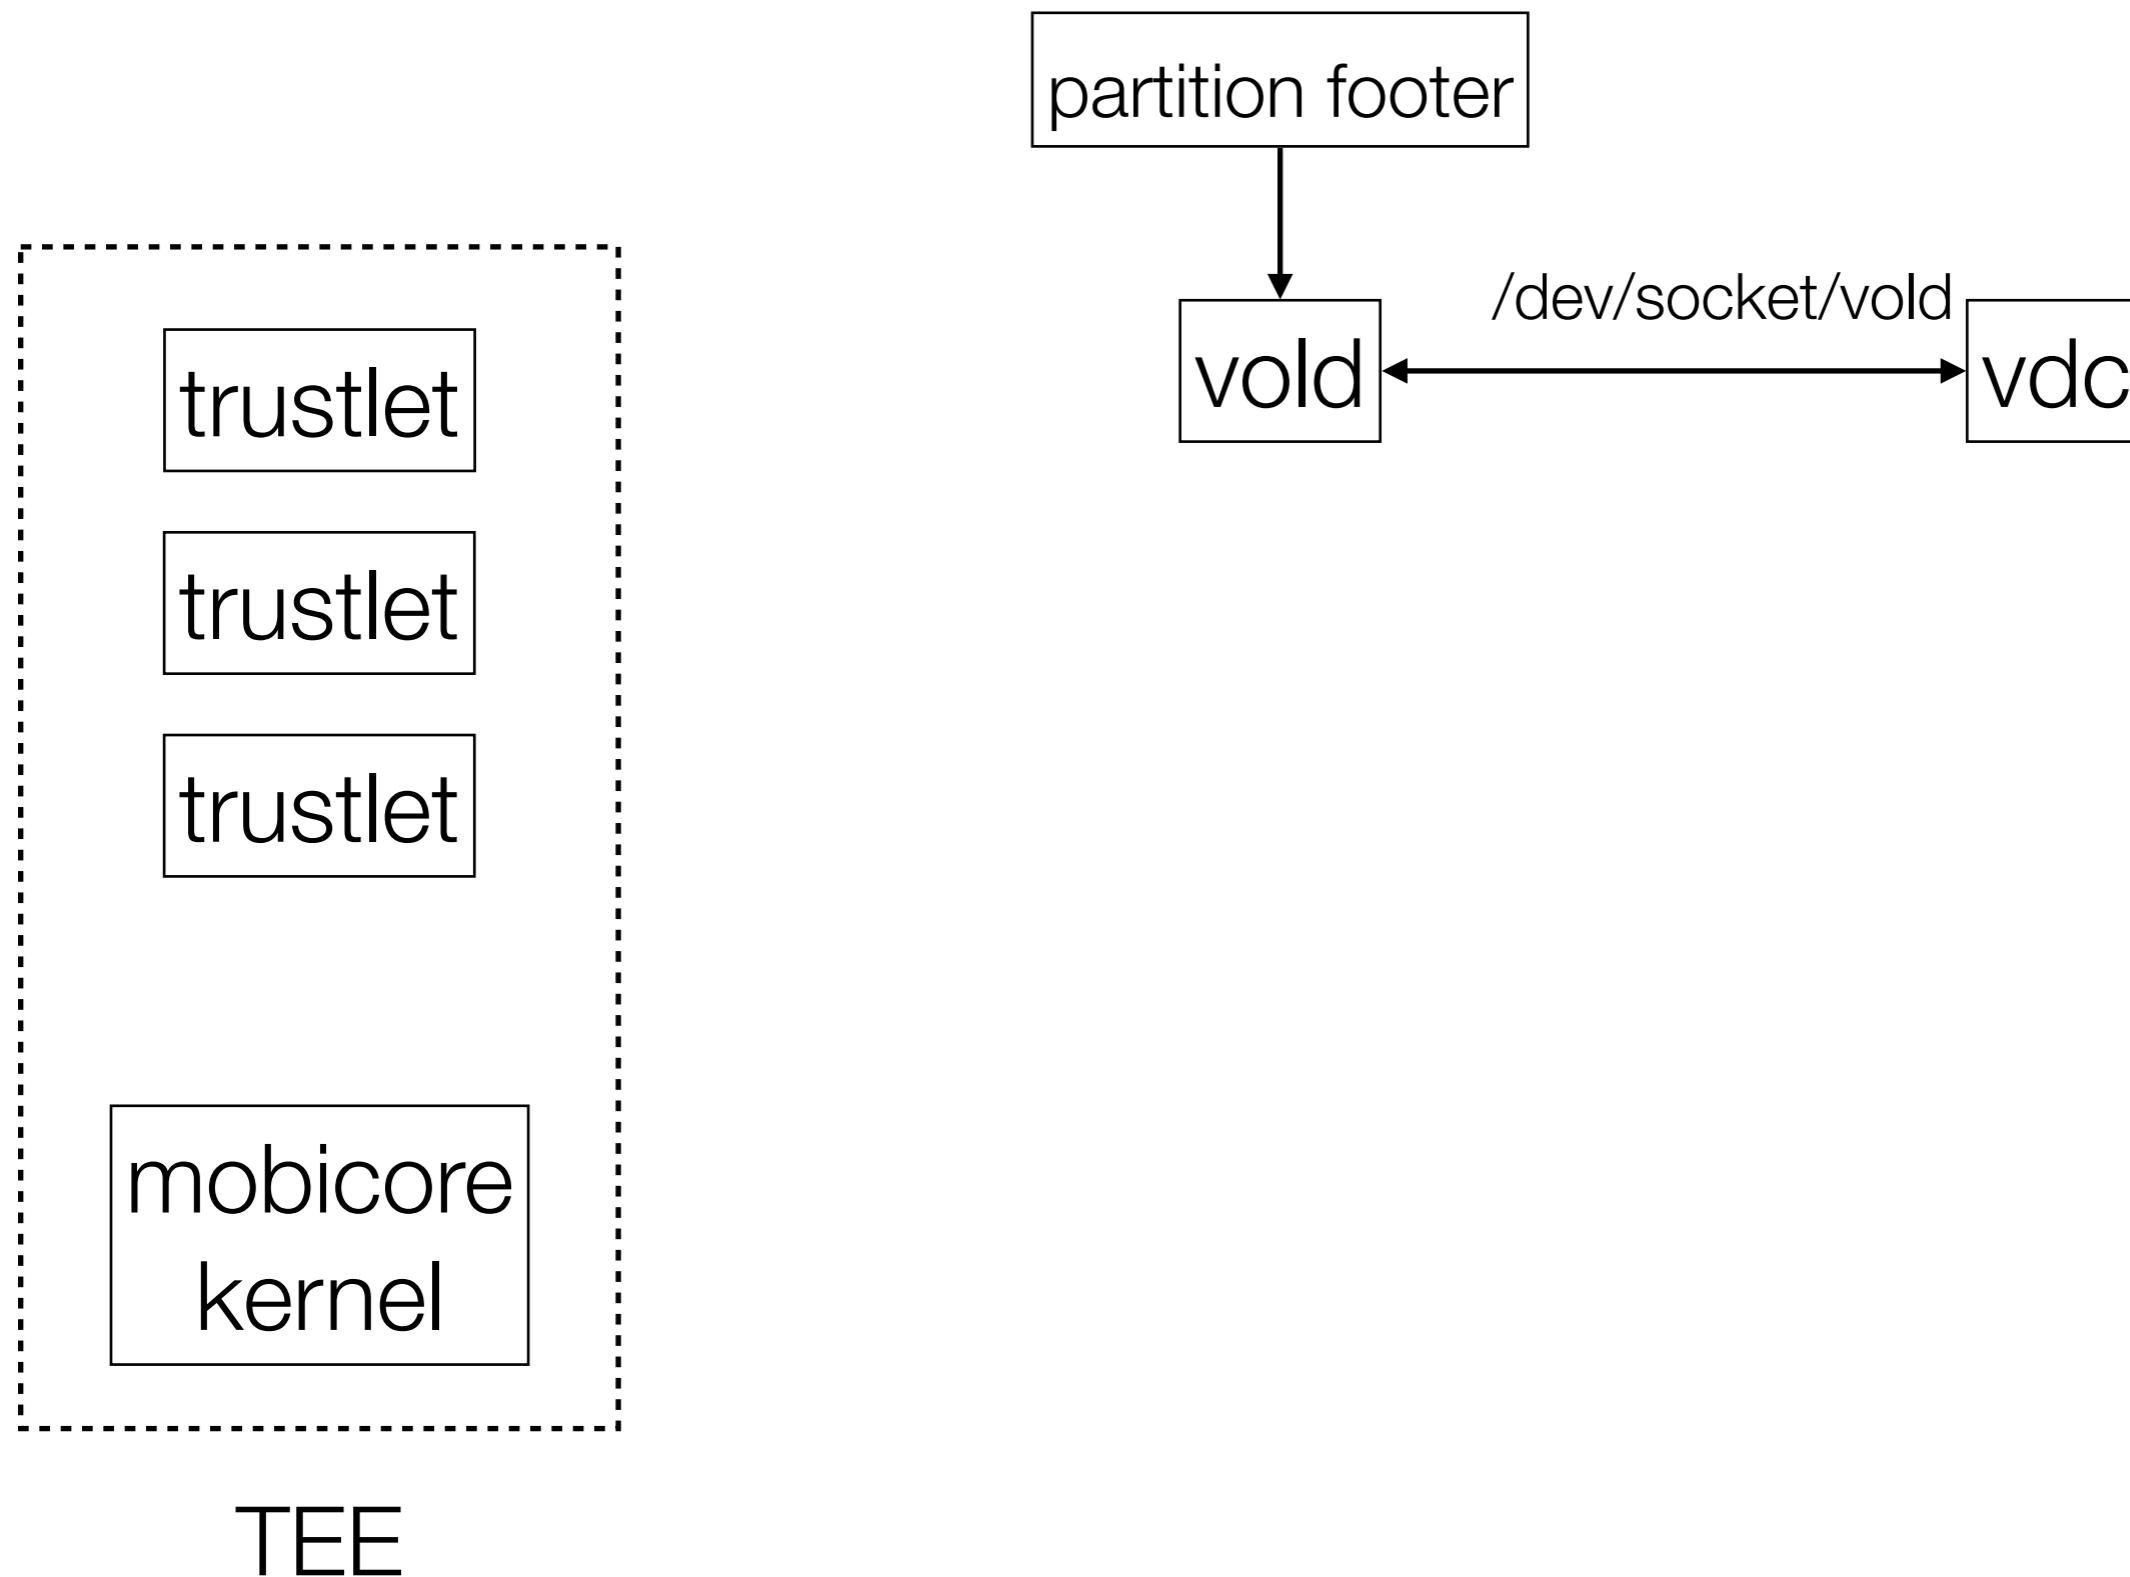 partition footer
/dev/socket/vold
vold
vdc
trustlet
trustlet
trustlet
mobicore
kernel
TEE